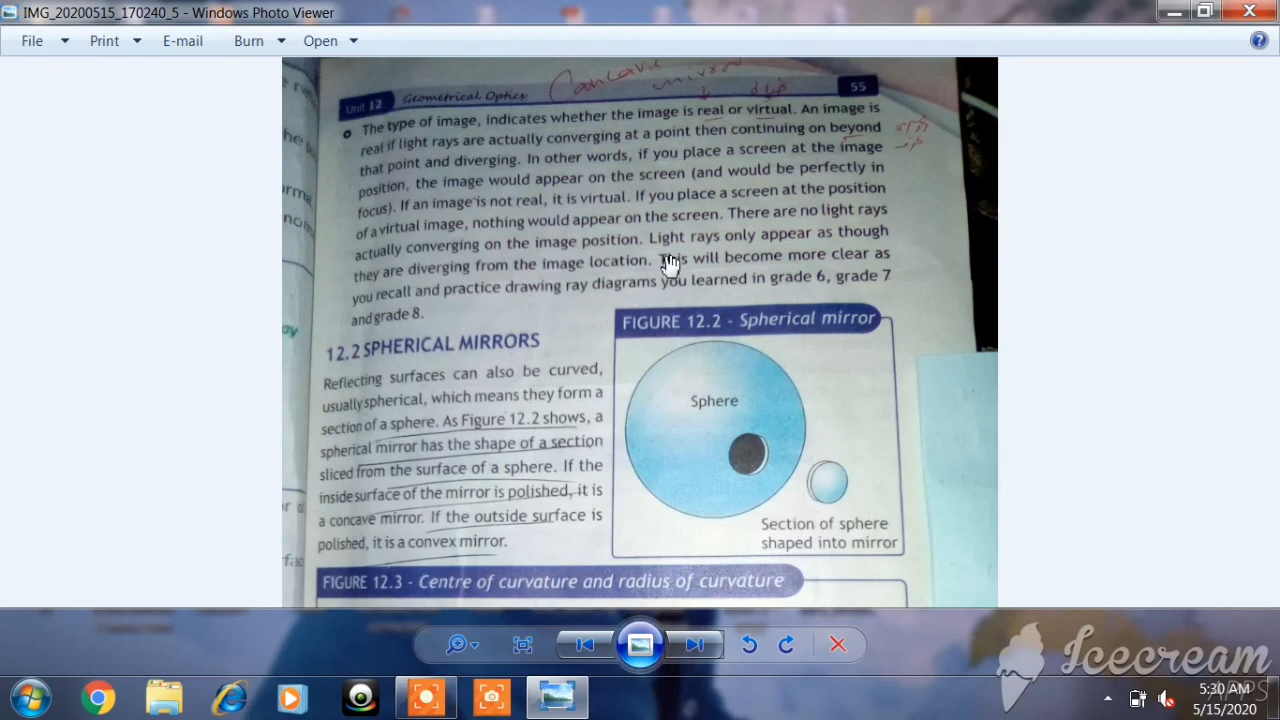 IMG_20200515_170240_5 - Windows Photo Viewer
File Print E-mail Burn Open
Concave
mirror
Unit 12 Geometrical Optics 55
The type of image, indicates whether the image is real or virtual. An image is
real if light rays are actually converging at a point then continuing on beyond
that point and diverging. In other words, if you place a screen at the image
position, the image would appear on the screen (and would be perfectly in
focus). If an image is not real, it is virtual. If you place a screen at the position
of a virtual image, nothing would appear on the screen. There are no light rays
actually converging on the image position. Light rays only appear as though
they are diverging from the image location. This will become more clear as
you recall and practice drawing ray diagrams you learned in grade 6, grade 7
and grade 8.
12.2 SPHERICAL MIRRORS
Reflecting surfaces can also be curved,
usually spherical, which means they form a
section of a sphere. As Figure 12.2 shows, a
spherical mirror has the shape of a section
sliced from the surface of a sphere. If the
inside surface of the mirror is polished, it is
a concave mirror. If the outside surface is
polished, it is a convex mirror.
FIGURE 12.2 - Spherical mirror
Sphere
Section of sphere
shaped into mirror
FIGURE 12.3 - Centre of curvature and radius of curvature
Icecream
APPS
5:30 AM
5/15/2020